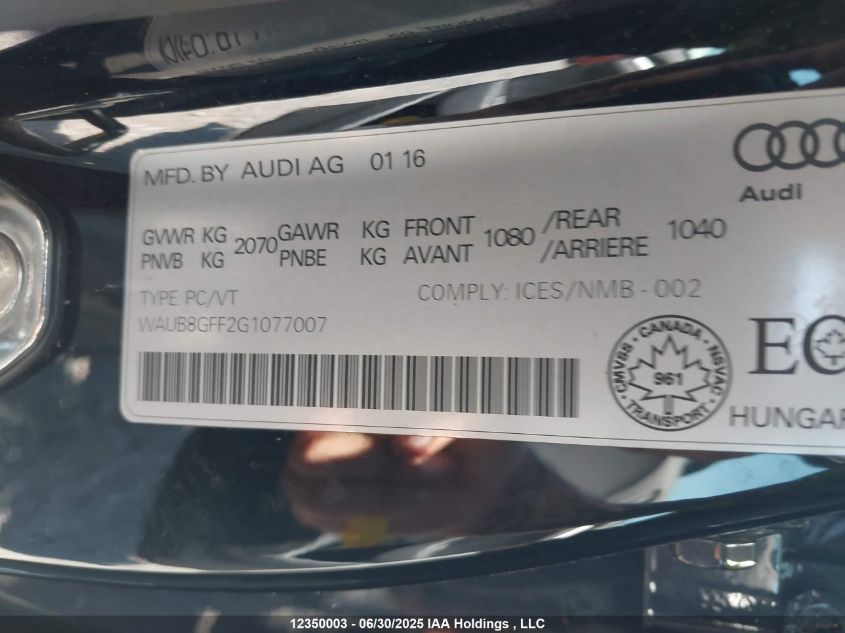 MFD. BY AUDI AG 01 16
Audi
GVWR KG 2070 GAWR KG FRONT 1080 /REAR 1040
PNVB KG PNBE KG AVANT /ARRIERE
TYPE PC/VT COMPLY: ICES/NMB - 002
WAUB8GFF2G1077007
CANADA
CMVSS NSVAC
961
TRANSPORT
HUNGAR
12350003 - 06/30/2025 IAA Holdings , LLC